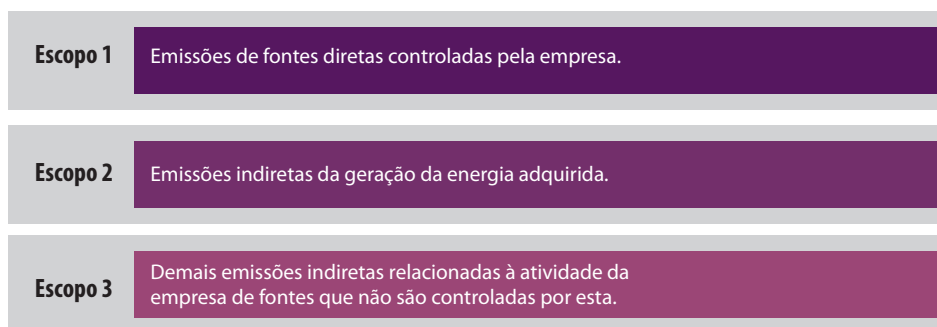 Escopo 1
Emissões de fontes diretas controladas pela empresa.
Escopo 2
Emissões indiretas da geração da energia adquirida.
Escopo 3
Demais emissões indiretas relacionadas à atividade da
empresa de fontes que não são controladas por esta.